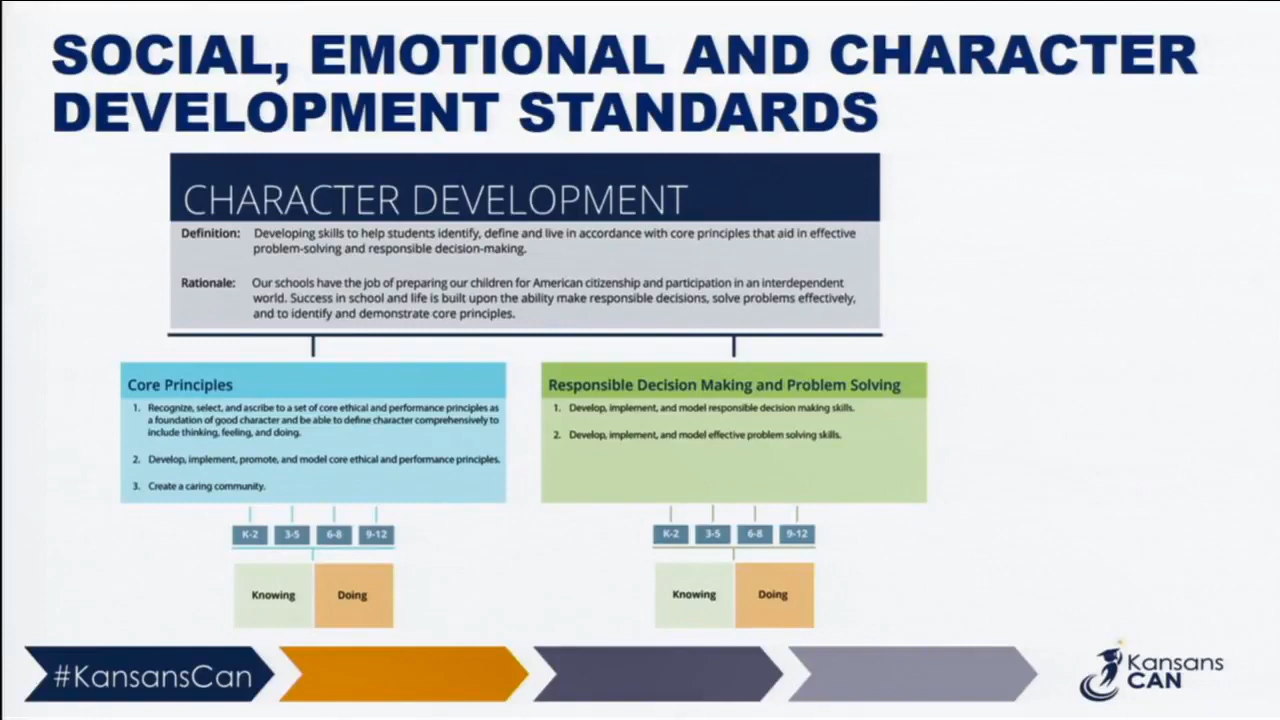 SOCIAL, EMOTIONAL AND CHARACTER
DEVELOPMENT STANDARDS
CHARACTER DEVELOPMENT
Definition: Developing skills to help students identify, define and live in accordance with core principles that aid in effective
problem-solving and responsible decision-making.
Rationale: Our schools have the job of preparing our children for American citizenship and participation in an interdependent
world. Success in school and life is built upon the ability make responsible decisions, solve problems effectively,
and to identify and demonstrate core principles.
Core Principles
1. Recognize, select, and ascribe to a set of core ethical and performance principles as
a foundation of good character and be able to define character comprehensively to
include thinking, feeling, and doing.
2. Develop, implement, promote, and model core ethical and performance principles.
3. Create a caring community.
K-2 3-5 6-8 9-12
Knowing Doing
Responsible Decision Making and Problem Solving
1. Develop, implement, and model responsible decision making skills.
2. Develop, implement, and model effective problem solving skills.
K-2 3-5 6-8 9-12
Knowing Doing
#KansansCan
Kansans
CAN